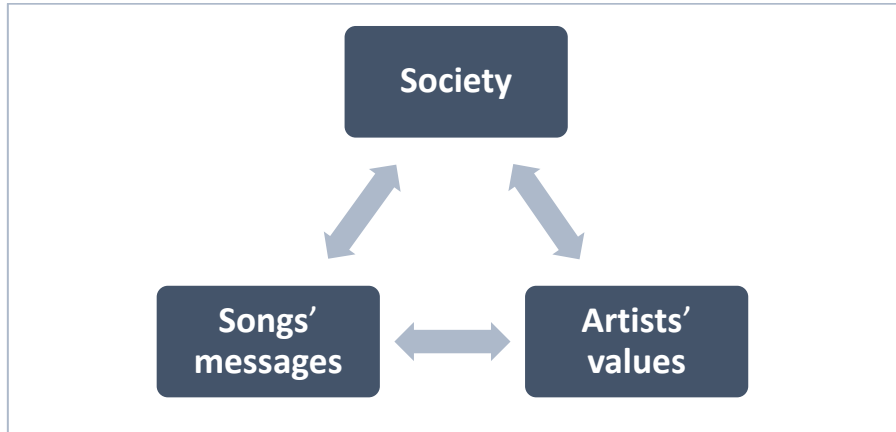 Society
Songs’
messages
Artists’
values